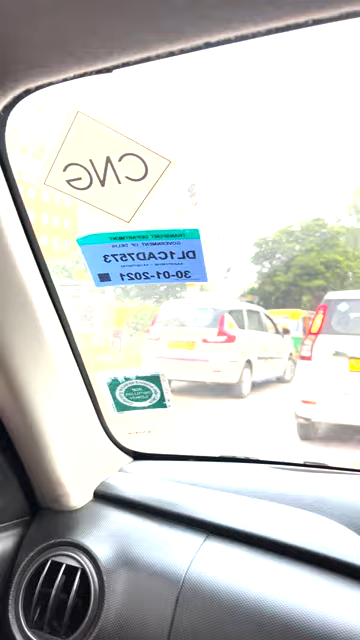 CNG
TRANSPORT DEPARTMENT
GOVERNMENT OF DELHI
DL1CAD7573
30-01-2021